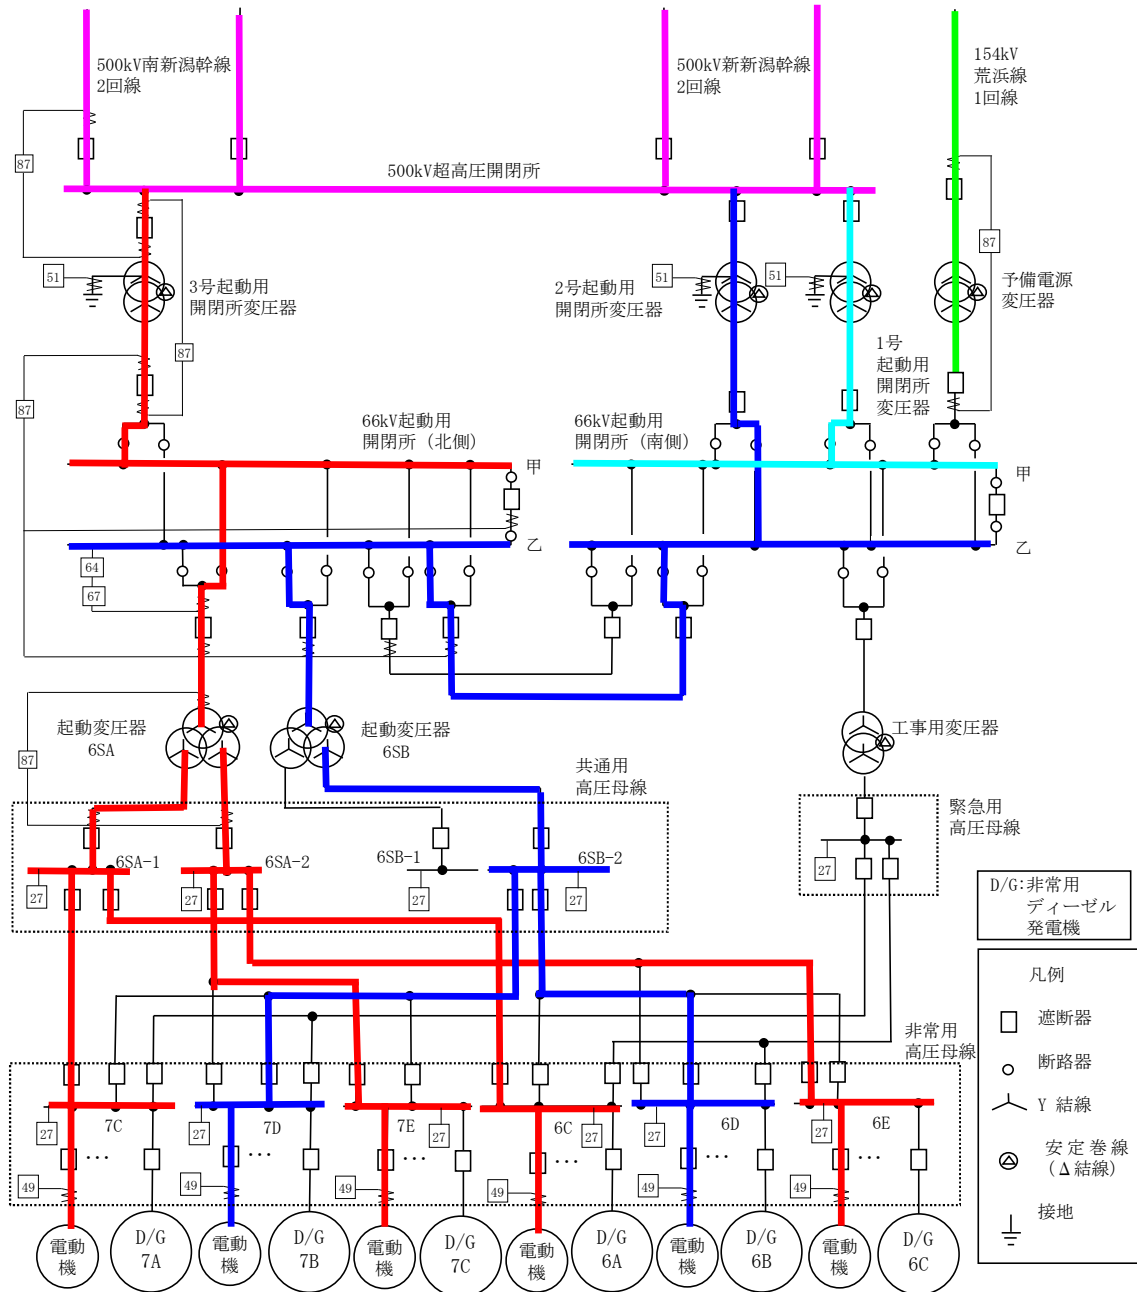 500kV南新潟幹線
2回線
500kV新新潟幹線
2回線
154kV
荒浜線
1回線
87
500kV超高圧開閉所
87
51
3号起動用
開閉所変圧器
51
2号起動用
開閉所変圧器
51
予備電源
変圧器
87
1号
起動用
開閉所
変圧器
87
66kV起動用
開閉所（北側）
66kV起動用
開閉所（南側）
甲
甲
乙
乙
64
67
起動変圧器
6SA
起動変圧器
6SB
工事用変圧器
87
共通用
高圧母線
緊急用
高圧母線
6SA-1
6SA-2
6SB-1
6SB-2
27
27
27
27
27
D/G:非常用
ディーゼル
発電機
凡例
遮断器
断路器
Y 結線
安定巻線
（Δ結線）
接地
非常用
高圧母線
7C
7D
7E
6C
6D
6E
27
27
27
27
27
27
…
…
…
…
…
…
49
49
49
49
49
49
電動
機
D/G
7A
電動
機
D/G
7B
電動
機
D/G
7C
電動
機
D/G
6A
電動
機
D/G
6B
電動
機
D/G
6C